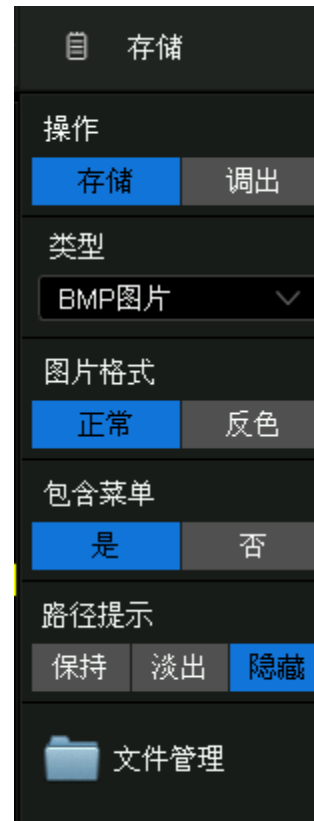 存储
操作
存储 调出
类型
BMP图片
图片格式
正常 反色
包含菜单
是 否
路径提示
保持 淡出 隐藏
文件管理